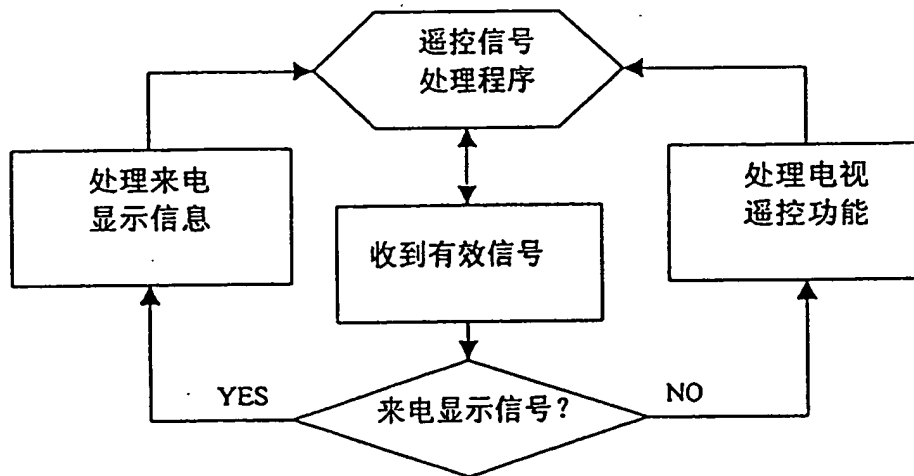 遥控信号
处理程序
处理来电
显示信息
收到有效信号
处理电视
遥控功能
YES
来电显示信号?
NO